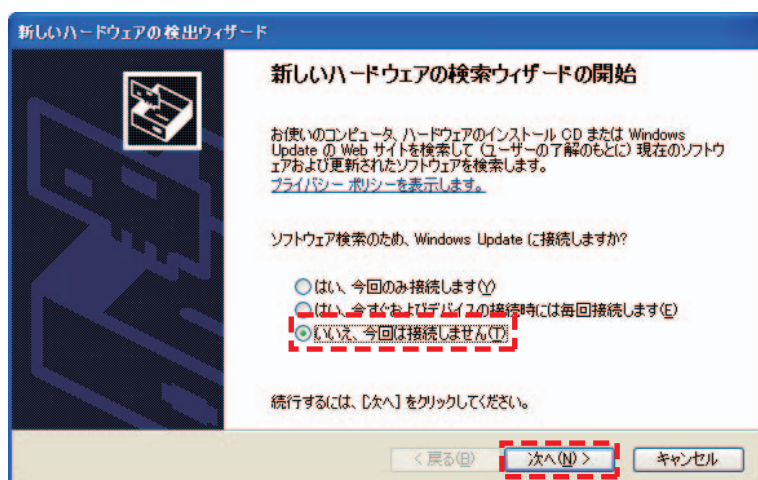 新しいハードウェアの検出ウィザード
新しいハードウェアの検索ウィザードの開始
お使いのコンピュータ、ハードウェアのインストール CD または Windows
Update の Web サイトを検索して (ユーザーの了解のもとに) 現在のソフトウ
ェアおよび更新されたソフトウェアを検索します。
プライバシー ポリシーを表示します。
ソフトウェア検索のため、Windows Update に接続しますか?
はい、今回のみ接続します(Y)
はい、今すぐおよびデバイスの接続時には毎回接続します(E)
いいえ、今回は接続しません(T)
続行するには、[次へ] をクリックしてください。
< 戻る(B)
次へ(N) >
キャンセル